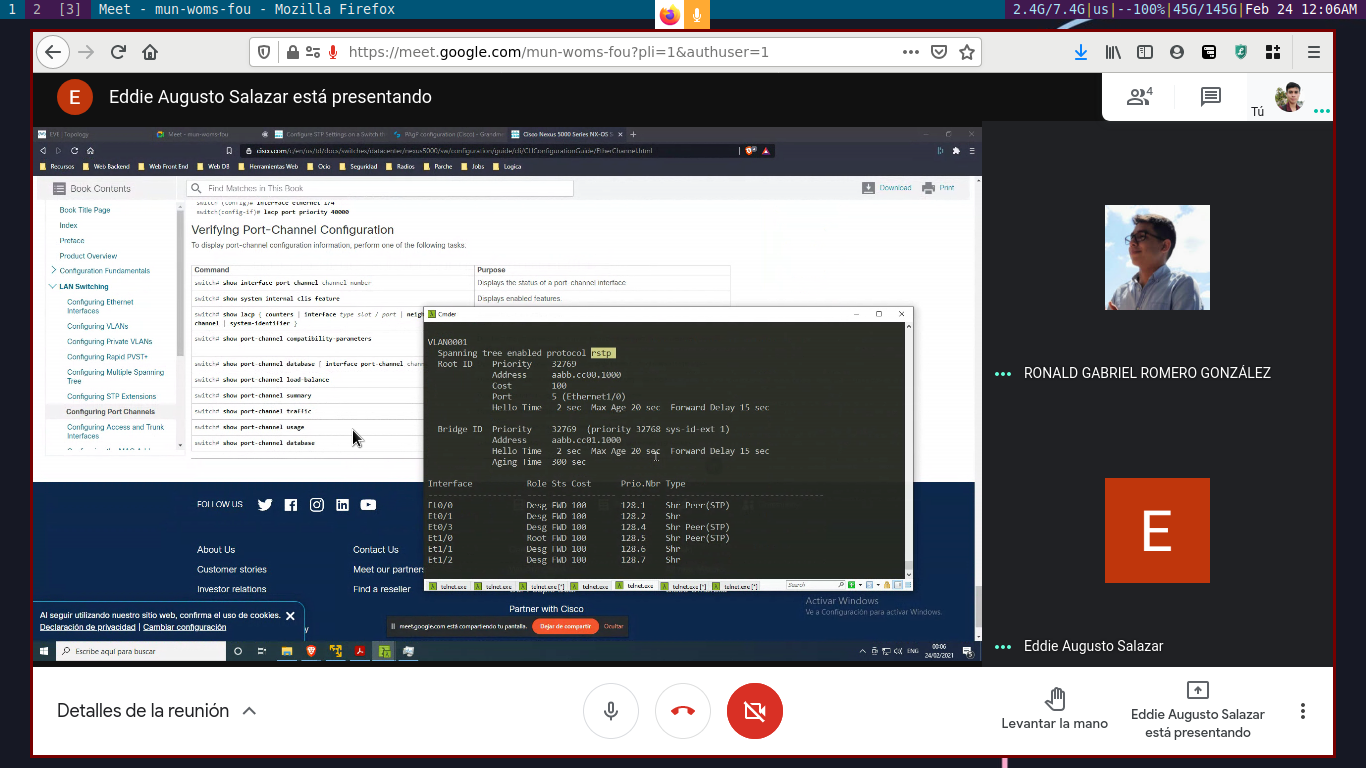 1 2 [3] Meet - mun-woms-fou - Mozilla Firefox
2.4G/7.4G|us|--100%|45G/145G|Feb 24 12:06AM
https://meet.google.com/mun-woms-fou?pli=1&authuser=1
E Eddie Augusto Salazar está presentando
4
Tú
EVE | Topology
Meet - mun-woms-fou
Configure STP Settings on a Switch th
PAgP configuration (Cisco) - Grandm
Cisco Nexus 5000 Series NX-OS S
cisco.com/c/en/us/td/docs/switches/datacenter/nexus5000/sw/configuration/guide/cli/CLIConfigurationGuide/EtherChannel.html
Recursos Web Backend Web Front End Web DB Herramientas Web Ocio Seguridad Radios Parche Jobs Logica
Book Contents
Find Matches in This Book
Download Print
Book Title Page
Index
Preface
Product Overview
Configuration Fundamentals
LAN Switching
Configuring Ethernet
Interfaces
Configuring VLANs
Configuring Private VLANs
Configuring Rapid PVST+
Configuring Multiple Spanning
Tree
Configuring STP Extensions
Configuring Port Channels
Configuring Access and Trunk
Interfaces
switch (config)# interface ethernet 1/4
switch(config-if)# lacp port priority 40000
Verifying Port-Channel Configuration
To display port-channel configuration information, perform one of the following tasks.
Command Purpose
switch# show interface port channel channel number Displays the status of a port channel interface
switch# show system internal clis feature Displays enabled features.
switch# show lacp { counters | interface type slot / port | neigh
channel | system-identifier }
switch# show port-channel compatibility-parameters
switch# show port-channel database [ interface port-channel chann
switch# show port-channel load-balance
switch# show port-channel summary
switch# show port-channel traffic
switch# show port-channel usage
switch# show port-channel database
Cmder
VLAN0001
Spanning tree enabled protocol rstp
Root ID Priority 32769
Address aabb.cc00.1000
Cost 100
Port 5 (Ethernet1/0)
Hello Time 2 sec Max Age 20 sec Forward Delay 15 sec
Bridge ID Priority 32769 (priority 32768 sys-id-ext 1)
Address aabb.cc01.1000
Hello Time 2 sec Max Age 20 sec Forward Delay 15 sec
Aging Time 300 sec
Interface Role Sts Cost Prio.Nbr Type
Et0/0 Desg FWD 100 128.1 Shr Peer(STP)
Et0/1 Desg FWD 100 128.2 Shr
Et0/3 Desg FWD 100 128.4 Shr Peer(STP)
Et1/0 Root FWD 100 128.5 Shr Peer(STP)
Et1/1 Desg FWD 100 128.6 Shr
Et1/2 Desg FWD 100 128.7 Shr
telnet.exe telnet.exe telnet.exe [*] telnet.exe telnet.exe telnet.exe [*] telnet.exe [*] Search
FOLLOW US
About Us
Customer stories
Investor relations
Contact Us
Meet our partners
Find a reseller
Partner with Cisco
Al seguir utilizando nuestro sitio web, confirma el uso de cookies.
Declaración de privacidad | Cambiar configuración
Activar Windows
Ve a Configuración para activar Windows.
meet.google.com está compartiendo tu pantalla. Dejar de compartir Ocultar
Escribe aquí para buscar
ENG
00:06
24/02/2021
RONALD GABRIEL ROMERO GONZÁLEZ
E
Eddie Augusto Salazar
Detalles de la reunión
Levantar la mano
Eddie Augusto Salazar
está presentando